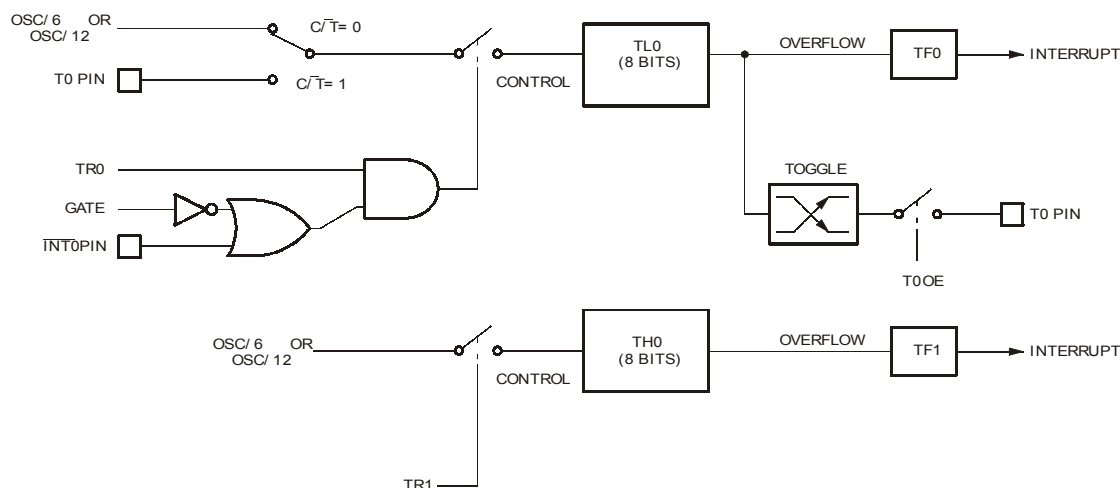 OSC/ 6 OR
OSC/ 12
C/T= 0
T0 PIN
C/T= 1
CONTROL
TL0
(8 BITS)
OVERFLOW
TF0
INTERRUPT
TR0
GATE
INT0PIN
TOGGLE
T0 PIN
T0OE
OSC/ 6 OR
OSC/ 12
CONTROL
TH0
(8 BITS)
OVERFLOW
TF1
INTERRUPT
TR1